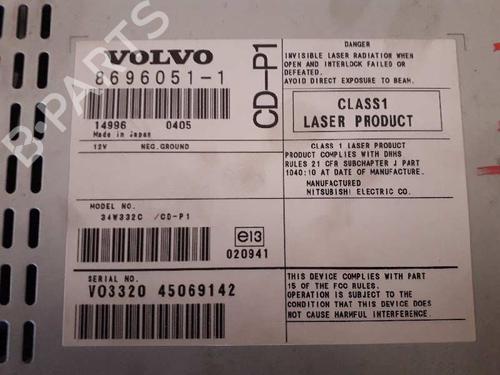 VOLVO
8696051-1
14996 0405
Made in Japan
12V NEG.GROUND
MODEL NO.
34W332C /CD-P1
e13
020941
SERIAL NO.
VO3320 45069142
CD-P1
DANGER
INVISIBLE LASER RADIATION WHEN
OPEN AND INTERLOCK FAILED OR
DEFEATED.
AVOID DIRECT EXPOSURE TO BEAM.
CLASS1
LASER PRODUCT
CLASS 1 LASER PRODUCT
PRODUCT COMPLIES WITH DHHS
RULES 21 CFR SUBCHAPTER J PART
1040:10 AT DATE OF MANUFACTURE.
MANUFACTURED
MITSUBISHI ELECTRIC CO.
THIS DEVICE COMPLIES WITH PART
15 OF THE FCC RULES.
OPERATION IS SUBJECT TO THE
CONDITION THAT THIS DEVICE DOES
NOT CAUSE HARMFUL INTERFERENCE.
B-PARTS